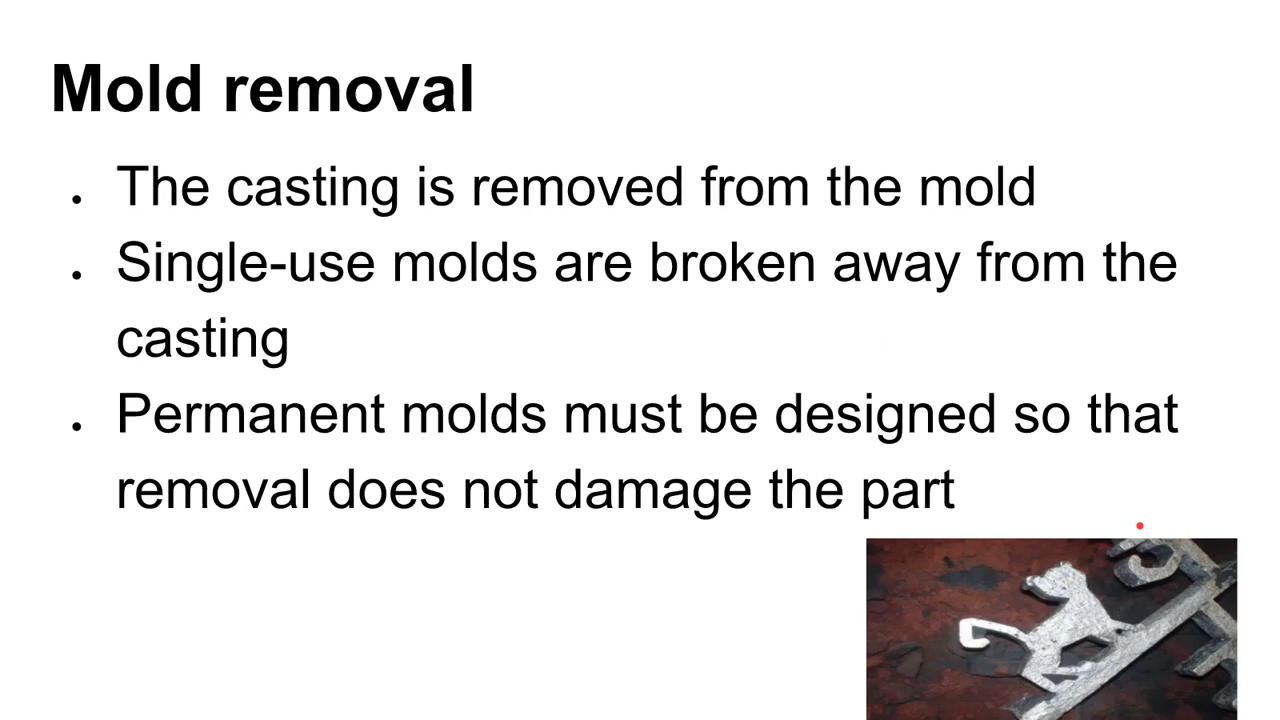 Mold removal
The casting is removed from the mold
Single-use molds are broken away from the
casting
Permanent molds must be designed so that
removal does not damage the part